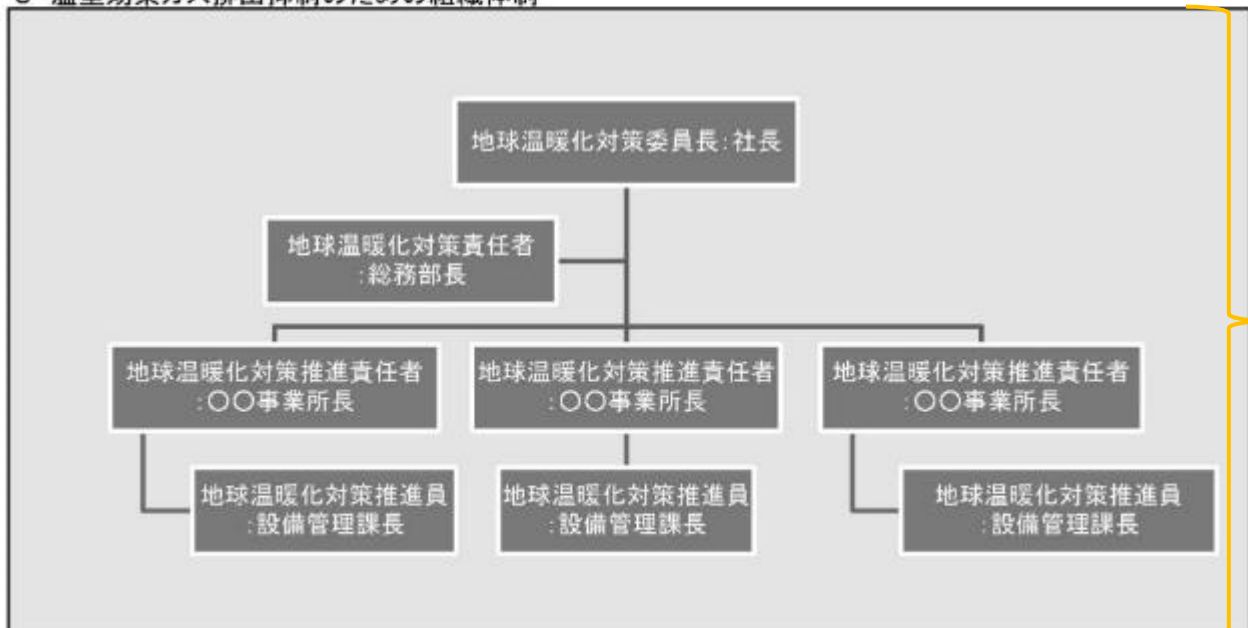 地球温暖化対策委員長:社長
地球温暖化対策責任者
:総務部長
地球温暖化対策推進責任者
:〇〇事業所長
地球温暖化対策推進責任者
:〇〇事業所長
地球温暖化対策推進責任者
:〇〇事業所長
地球温暖化対策推進員
:設備管理課長
地球温暖化対策推進員
:設備管理課長
地球温暖化対策推進員
:設備管理課長